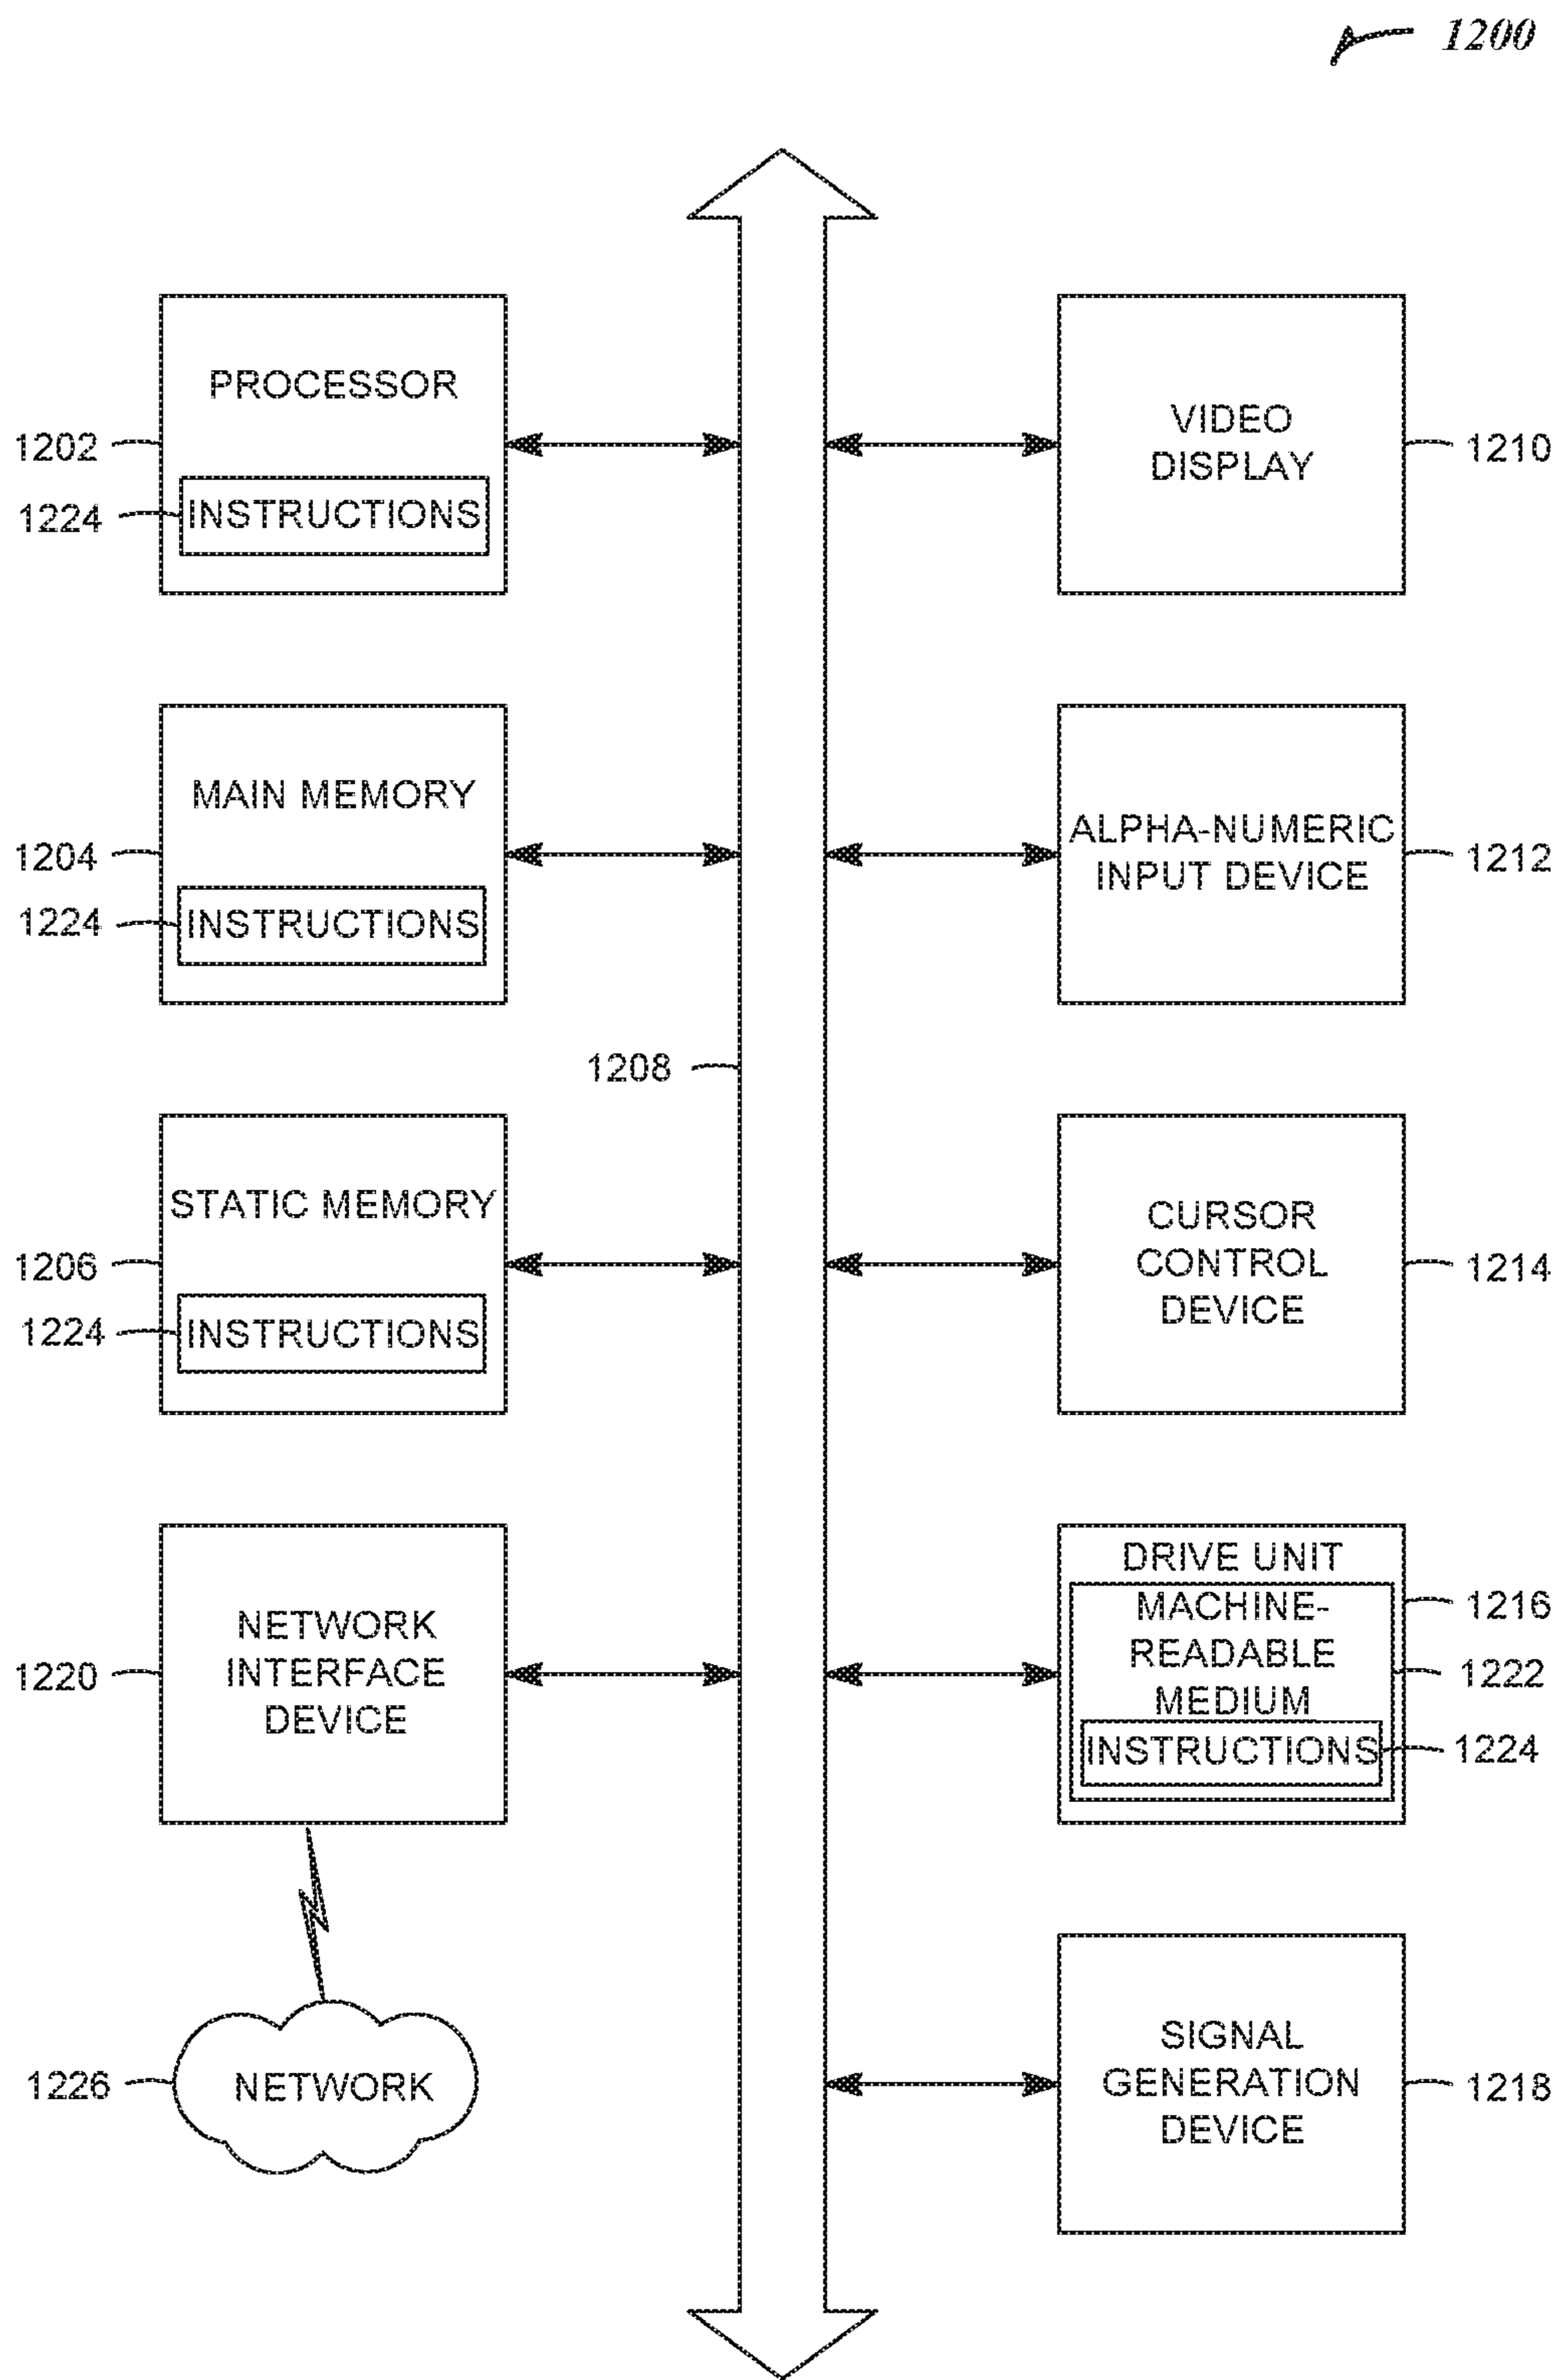 1200
PROCESSOR
1202
1224
INSTRUCTIONS
VIDEO
DISPLAY
1210
MAIN MEMORY
1204
1224
INSTRUCTIONS
ALPHA-NUMERIC
INPUT DEVICE
1212
1208
STATIC MEMORY
1206
1224
INSTRUCTIONS
CURSOR
CONTROL
DEVICE
1214
NETWORK
INTERFACE
DEVICE
1220
DRIVE UNIT
1216
MACHINE-
READABLE
MEDIUM
1222
INSTRUCTIONS
1224
1226
NETWORK
SIGNAL
GENERATION
DEVICE
1218